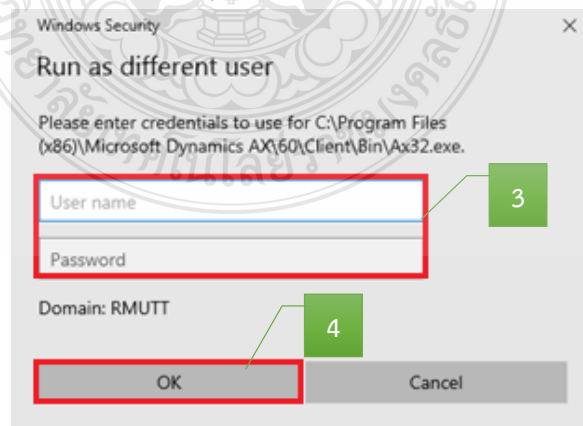 Windows Security
Run as different user
Please enter credentials to use for C:\Program Files
(x86)\Microsoft Dynamics AX\60\Client\Bin\Ax32.exe.
User name
3
Password
Domain: RMUTT
4
OK
Cancel